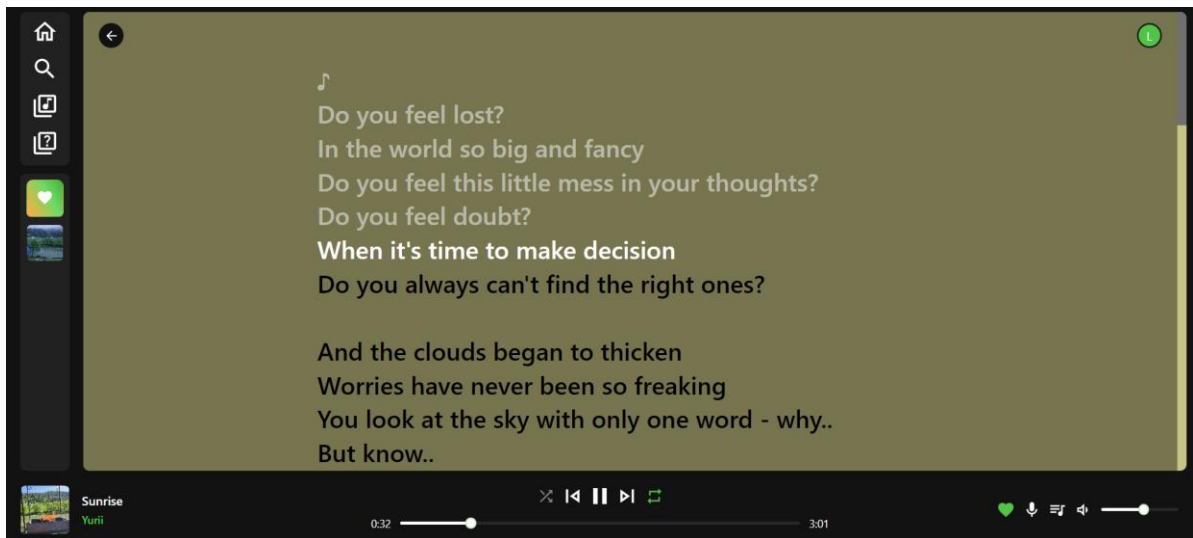 L
♪
Do you feel lost?
In the world so big and fancy
Do you feel this little mess in your thoughts?
Do you feel doubt?
When it's time to make decision
Do you always can't find the right ones?
And the clouds began to thicken
Worries have never been so freaking
You look at the sky with only one word - why..
But know..
Sunrise
Yurii
0:32
3:01